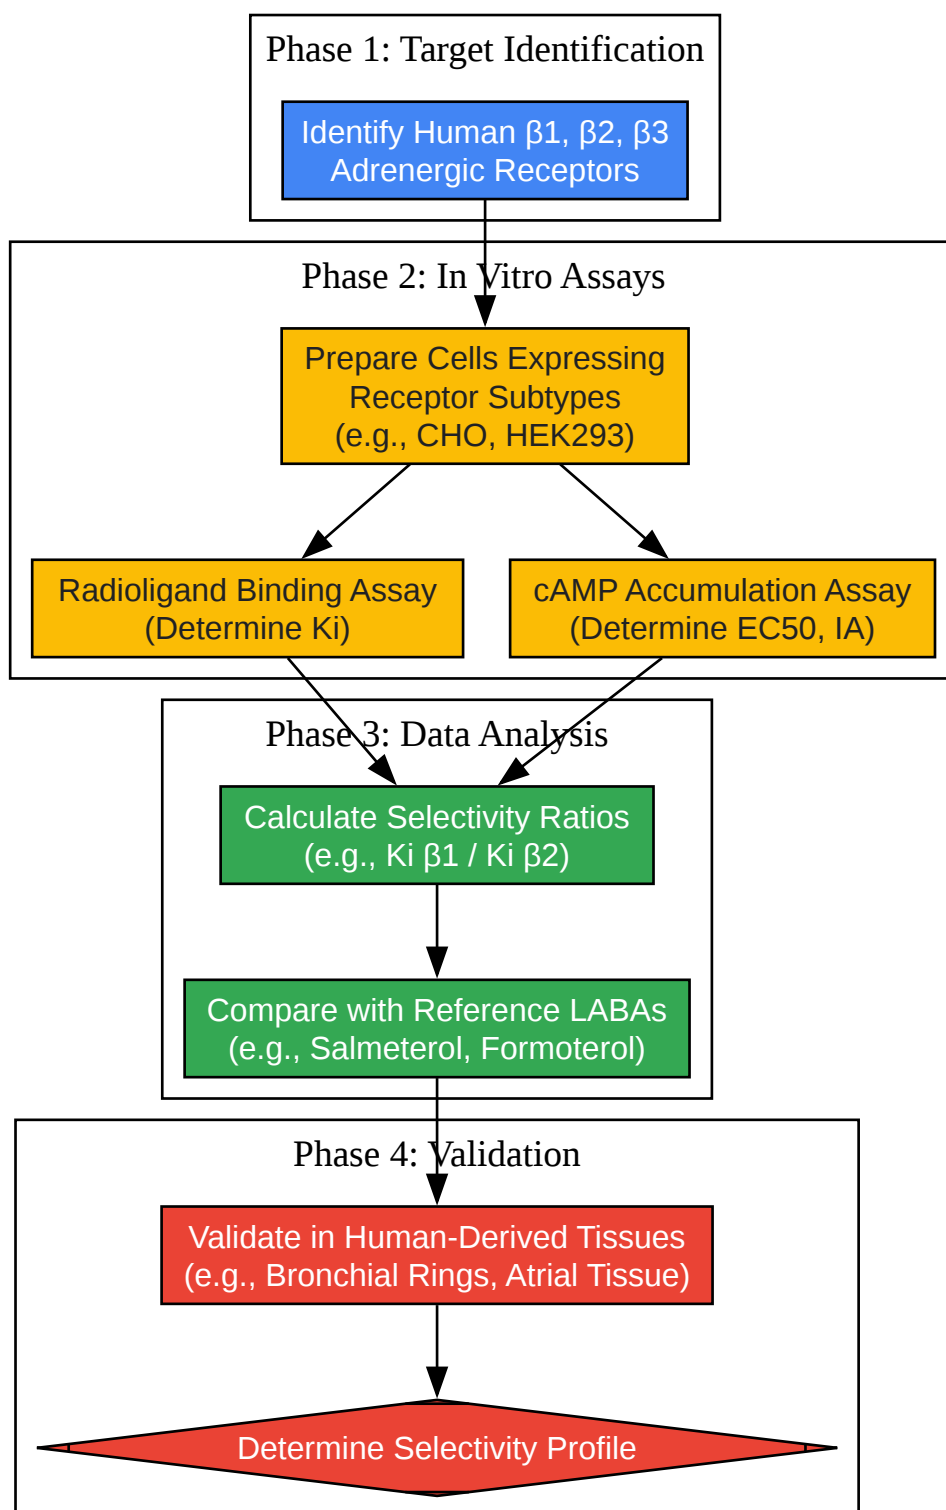 Phase 1: Target Identification
Identify Human β1, β2, β3
Adrenergic Receptors
Phase 2: In Vitro Assays
Prepare Cells Expressing
Receptor Subtypes
(e.g., CHO, HEK293)
Radioligand Binding Assay
(Determine Ki)
cAMP Accumulation Assay
(Determine EC50, IA)
Phase 3: Data Analysis
Calculate Selectivity Ratios
(e.g., Ki β1 / Ki β2)
Compare with Reference LABAs
(e.g., Salmeterol, Formoterol)
Phase 4: Validation
Validate in Human-Derived Tissues
(e.g., Bronchial Rings, Atrial Tissue)
Determine Selectivity Profile